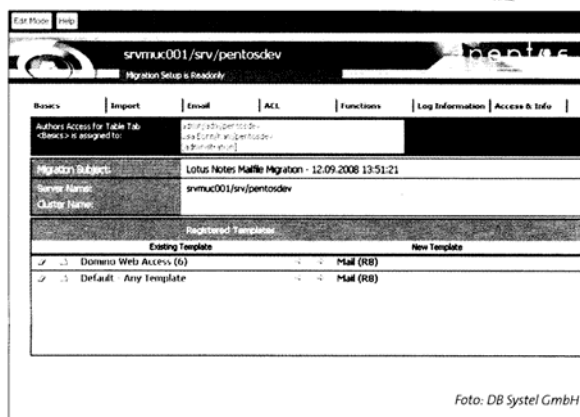 Edit Mode Help
srvmuc001/srv/pentosdev
pentos
Migration Setup is Readonly
Basics Import Email ACL Functions Log Information Access & Info
Authors Access for Table Tab
<Basics> is assigned to:
[administration]
Migration Subject: Lotus Notes Mailfile Migration - 12.09.2008 13:51:21
Server Name: srvmuc001/srv/pentosdev
Cluster Name:
Registered Templates
Existing Template New Template
Domino Web Access (6) Mail (R8)
Default - Any Template Mail (R8)
Foto: DB Systel GmbH